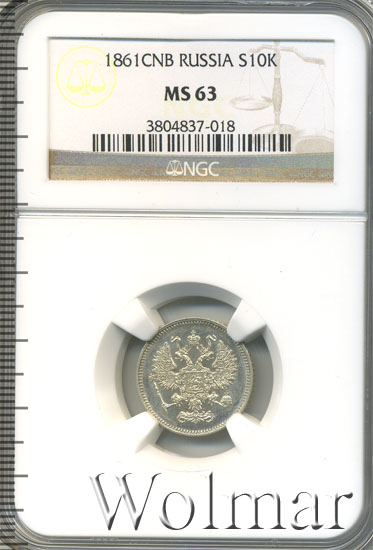 1861CNB RUSSIA S10K
MS 63
3804837-018
NGC
Wolmar